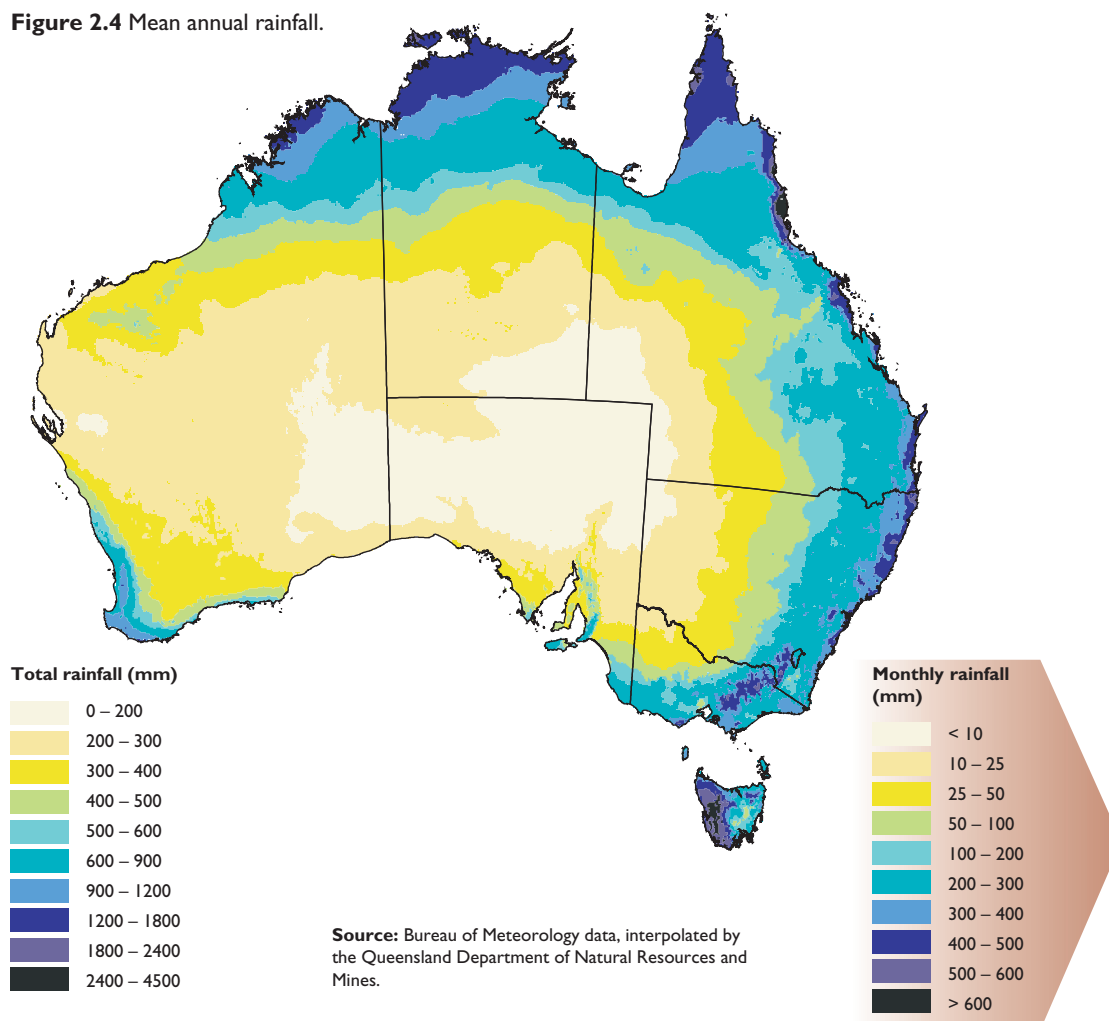 Figure 2.4 Mean annual rainfall.
Total rainfall (mm)
0 – 200
200 – 300
300 – 400
400 – 500
500 – 600
600 – 900
900 – 1200
1200 – 1800
1800 – 2400
2400 – 4500
Source: Bureau of Meteorology data, interpolated by
the Queensland Department of Natural Resources and
Mines.
Monthly rainfall
(mm)
< 10
10 – 25
25 – 50
50 – 100
100 – 200
200 – 300
300 – 400
400 – 500
500 – 600
> 600